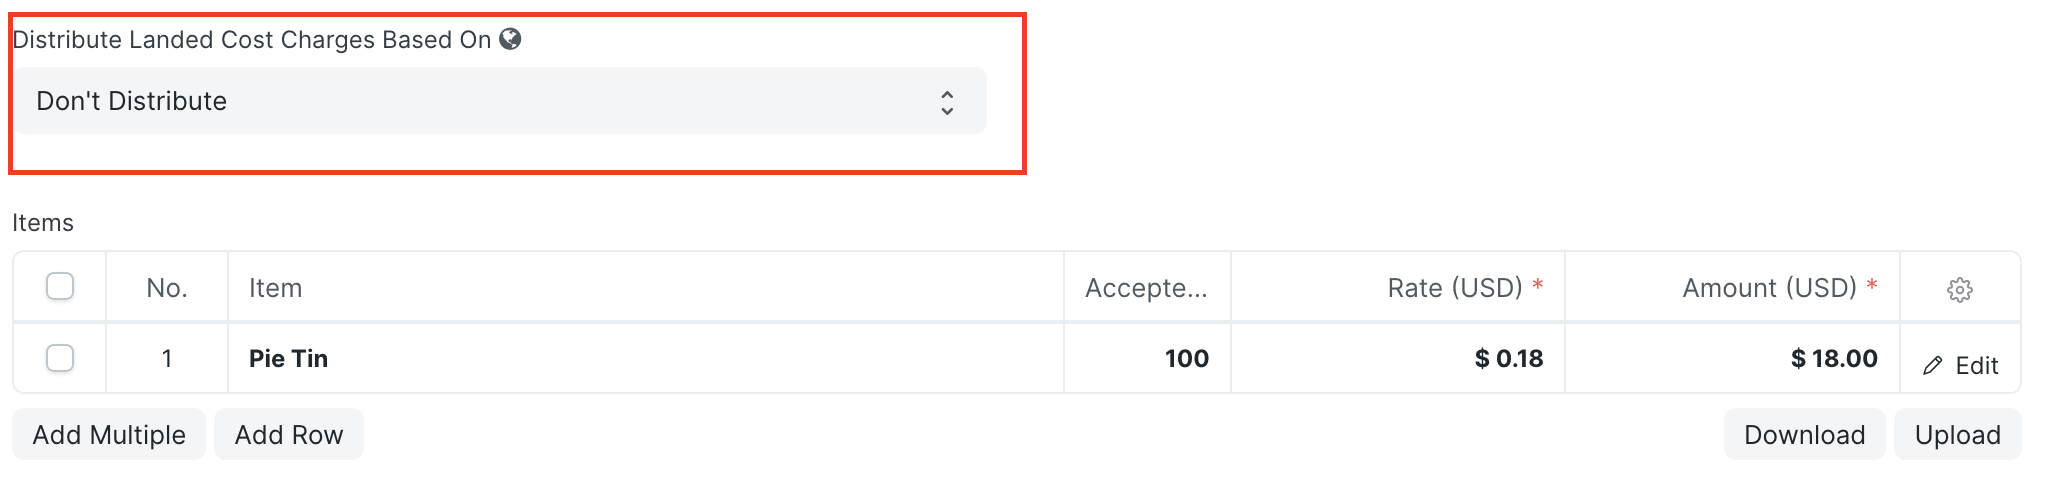 Distribute Landed Cost Charges Based On
Don't Distribute
Items
No. Item Accepte... Rate (USD) * Amount (USD) *
1 Pie Tin 100 $ 0.18 $ 18.00 Edit
Add Multiple Add Row Download Upload